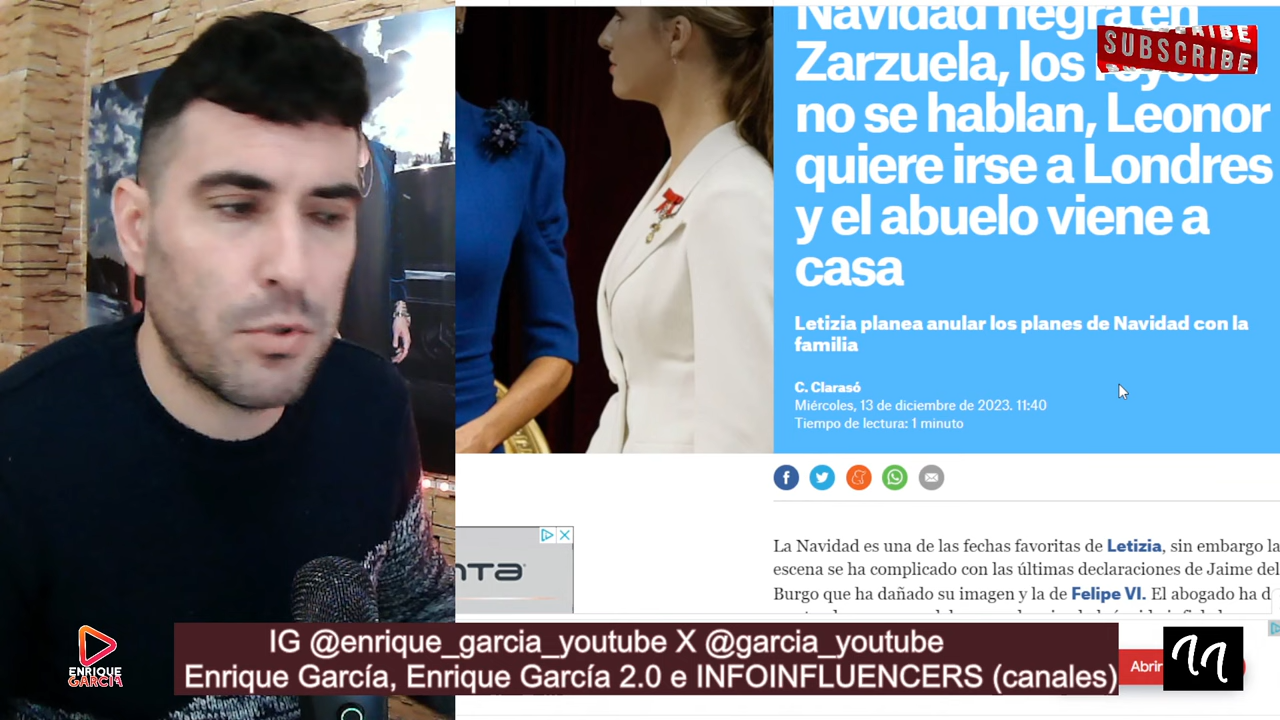 Navidad negra en
Zarzuela, los reyes
no se hablan, Leonor
quiere irse a Londres
y el abuelo viene a
casa
SUBSCRIBE
Letizia planea anular los planes de Navidad con la
familia
C. Clarasó
Miércoles, 13 de diciembre de 2023. 11:40
Tiempo de lectura: 1 minuto
La Navidad es una de las fechas favoritas de Letizia, sin embargo la
escena se ha complicado con las últimas declaraciones de Jaime del
Burgo que ha dañado su imagen y la de Felipe VI. El abogado ha d
IG @enrique_garcia_youtube X @garcia_youtube
Enrique García, Enrique García 2.0 e INFOINFLUENCERS (canales)
ENRIQUE
GARCÍA
Abrir